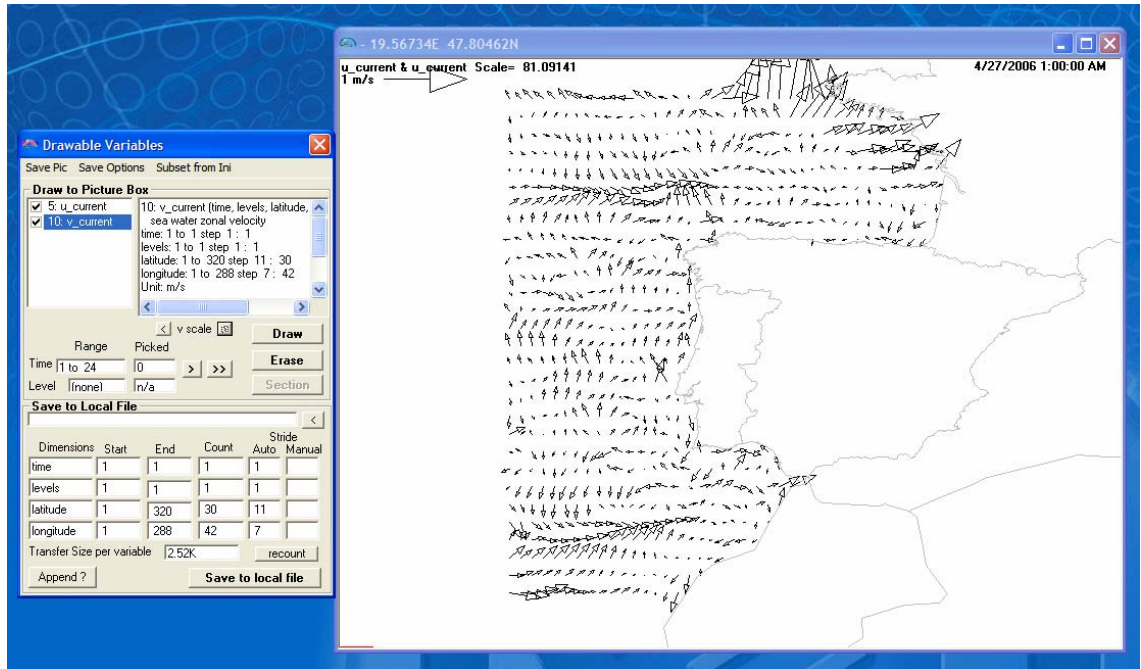 - 19.56734E 47.80462N
u_current & u_current Scale= 81.09141
1 m/s
4/27/2006 1:00:00 AM
Drawable Variables
Save Pic Save Options Subset from Ini
Draw to Picture Box
5: u_current
10: v_current
10: v_current (time, levels, latitude,
sea water zonal velocity
time: 1 to 1 step 1 : 1
levels: 1 to 1 step 1 : 1
latitude: 1 to 320 step 11 : 30
longitude: 1 to 288 step 7 : 42
Unit: m/s
< v scale
Draw
Range Picked
Time 1 to 24 0 > >>
Erase
Level (none) n/a
Section
Save to Local File
<
Stride
Dimensions Start End Count Auto Manual
time 1 1 1 1
levels 1 1 1 1
latitude 1 320 30 11
longitude 1 288 42 7
Transfer Size per variable 2.52K recount
Append ? Save to local file